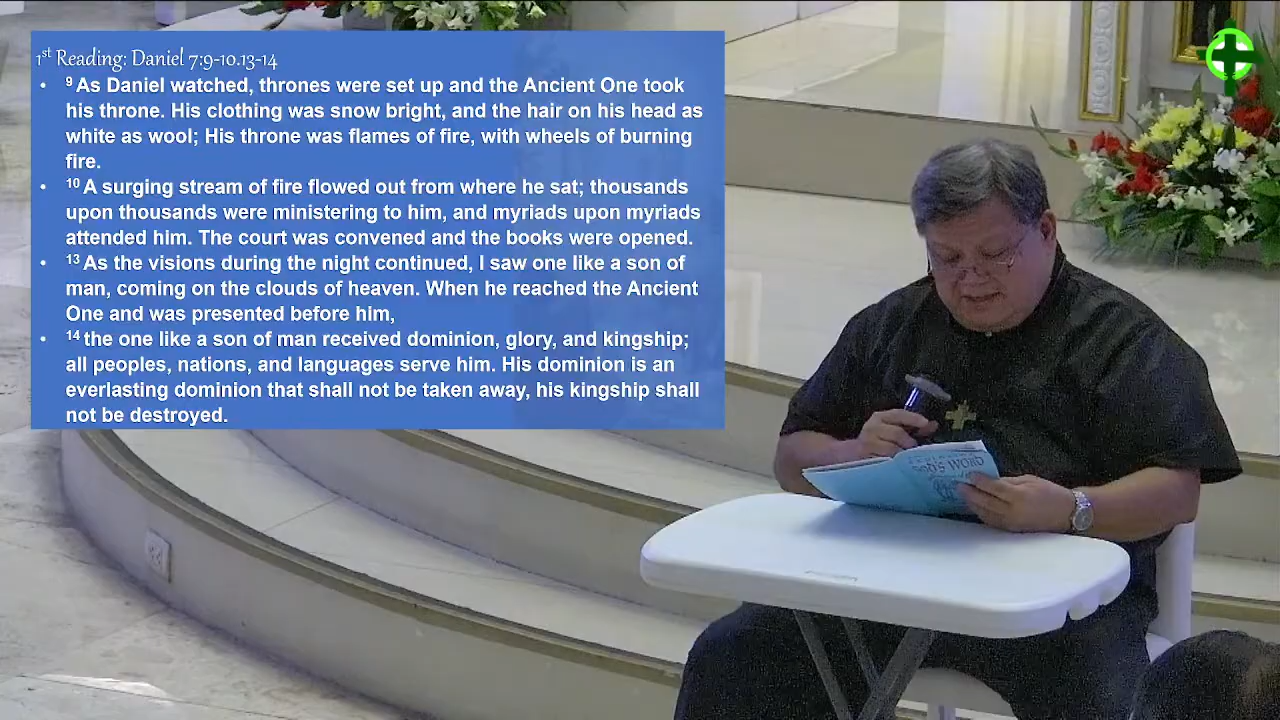 1st Reading: Daniel 7:9-10.13-14
• 9 As Daniel watched, thrones were set up and the Ancient One took
his throne. His clothing was snow bright, and the hair on his head as
white as wool; His throne was flames of fire, with wheels of burning
fire.
• 10 A surging stream of fire flowed out from where he sat; thousands
upon thousands were ministering to him, and myriads upon myriads
attended him. The court was convened and the books were opened.
• 13 As the visions during the night continued, I saw one like a son of
man, coming on the clouds of heaven. When he reached the Ancient
One and was presented before him,
• 14 the one like a son of man received dominion, glory, and kingship;
all peoples, nations, and languages serve him. His dominion is an
everlasting dominion that shall not be taken away, his kingship shall
not be destroyed.
GOD'S WORD